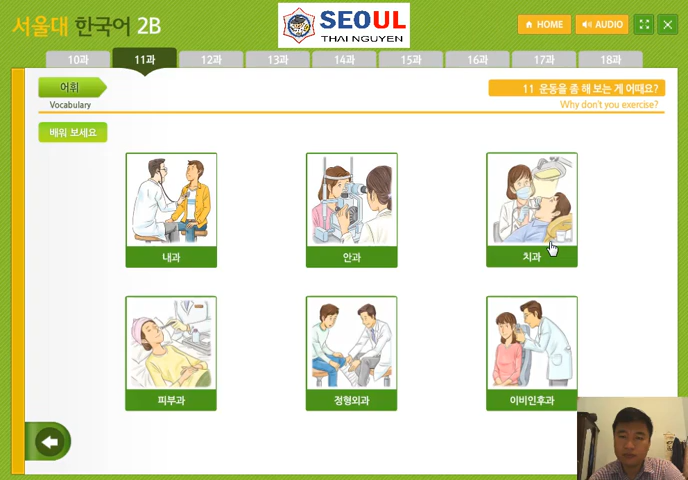 서울대 한국어 2B
SEOUL
THAI NGUYEN
HOME
AUDIO
10과
11과
12과
13과
14과
15과
16과
17과
18과
어휘
Vocabulary
11 운동을 좀 해 보는 게 어때요?
Why don't you exercise?
배워 보세요
내과
안과
치과
피부과
정형외과
이비인후과